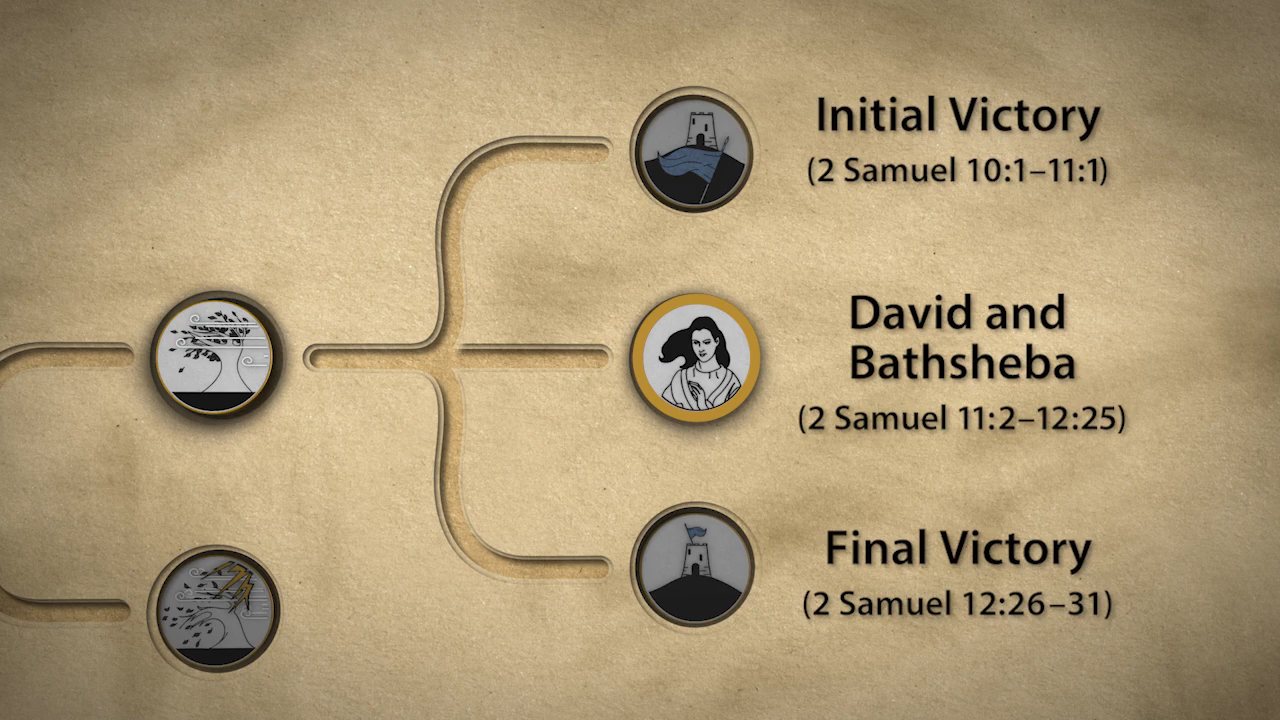 Initial Victory
(2 Samuel 10:1–11:1)
David and
Bathsheba
(2 Samuel 11:2–12:25)
Final Victory
(2 Samuel 12:26–31)